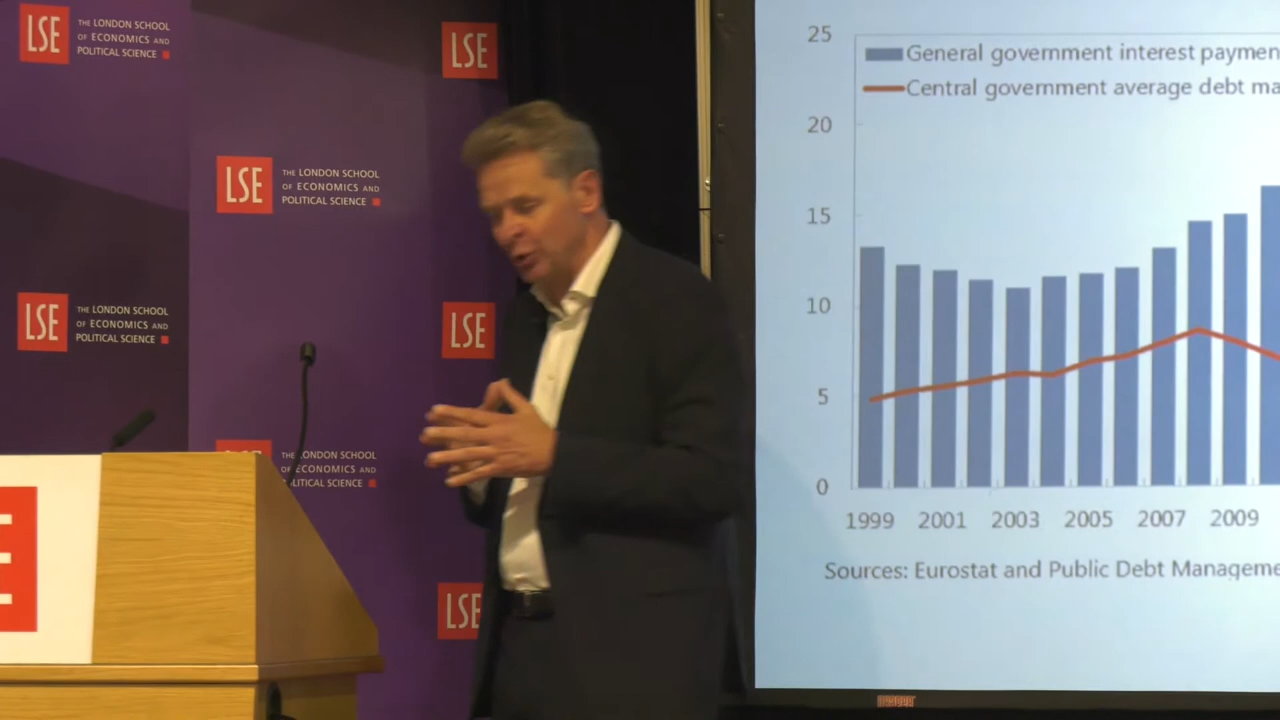 LSE
THE LONDON SCHOOL
OF ECONOMICS AND
POLITICAL SCIENCE
LSE
LSE
THE LONDON SCHOOL
OF ECONOMICS AND
POLITICAL SCIENCE
LSE
THE LONDON SCHOOL
OF ECONOMICS AND
POLITICAL SCIENCE
LSE
THE LONDON SCHOOL
OF ECONOMICS AND
POLITICAL SCIENCE
LSE
25
General government interest paymen
Central government average debt ma
20
15
10
5
0
1999 2001 2003 2005 2007 2009
Sources: Eurostat and Public Debt Manageme